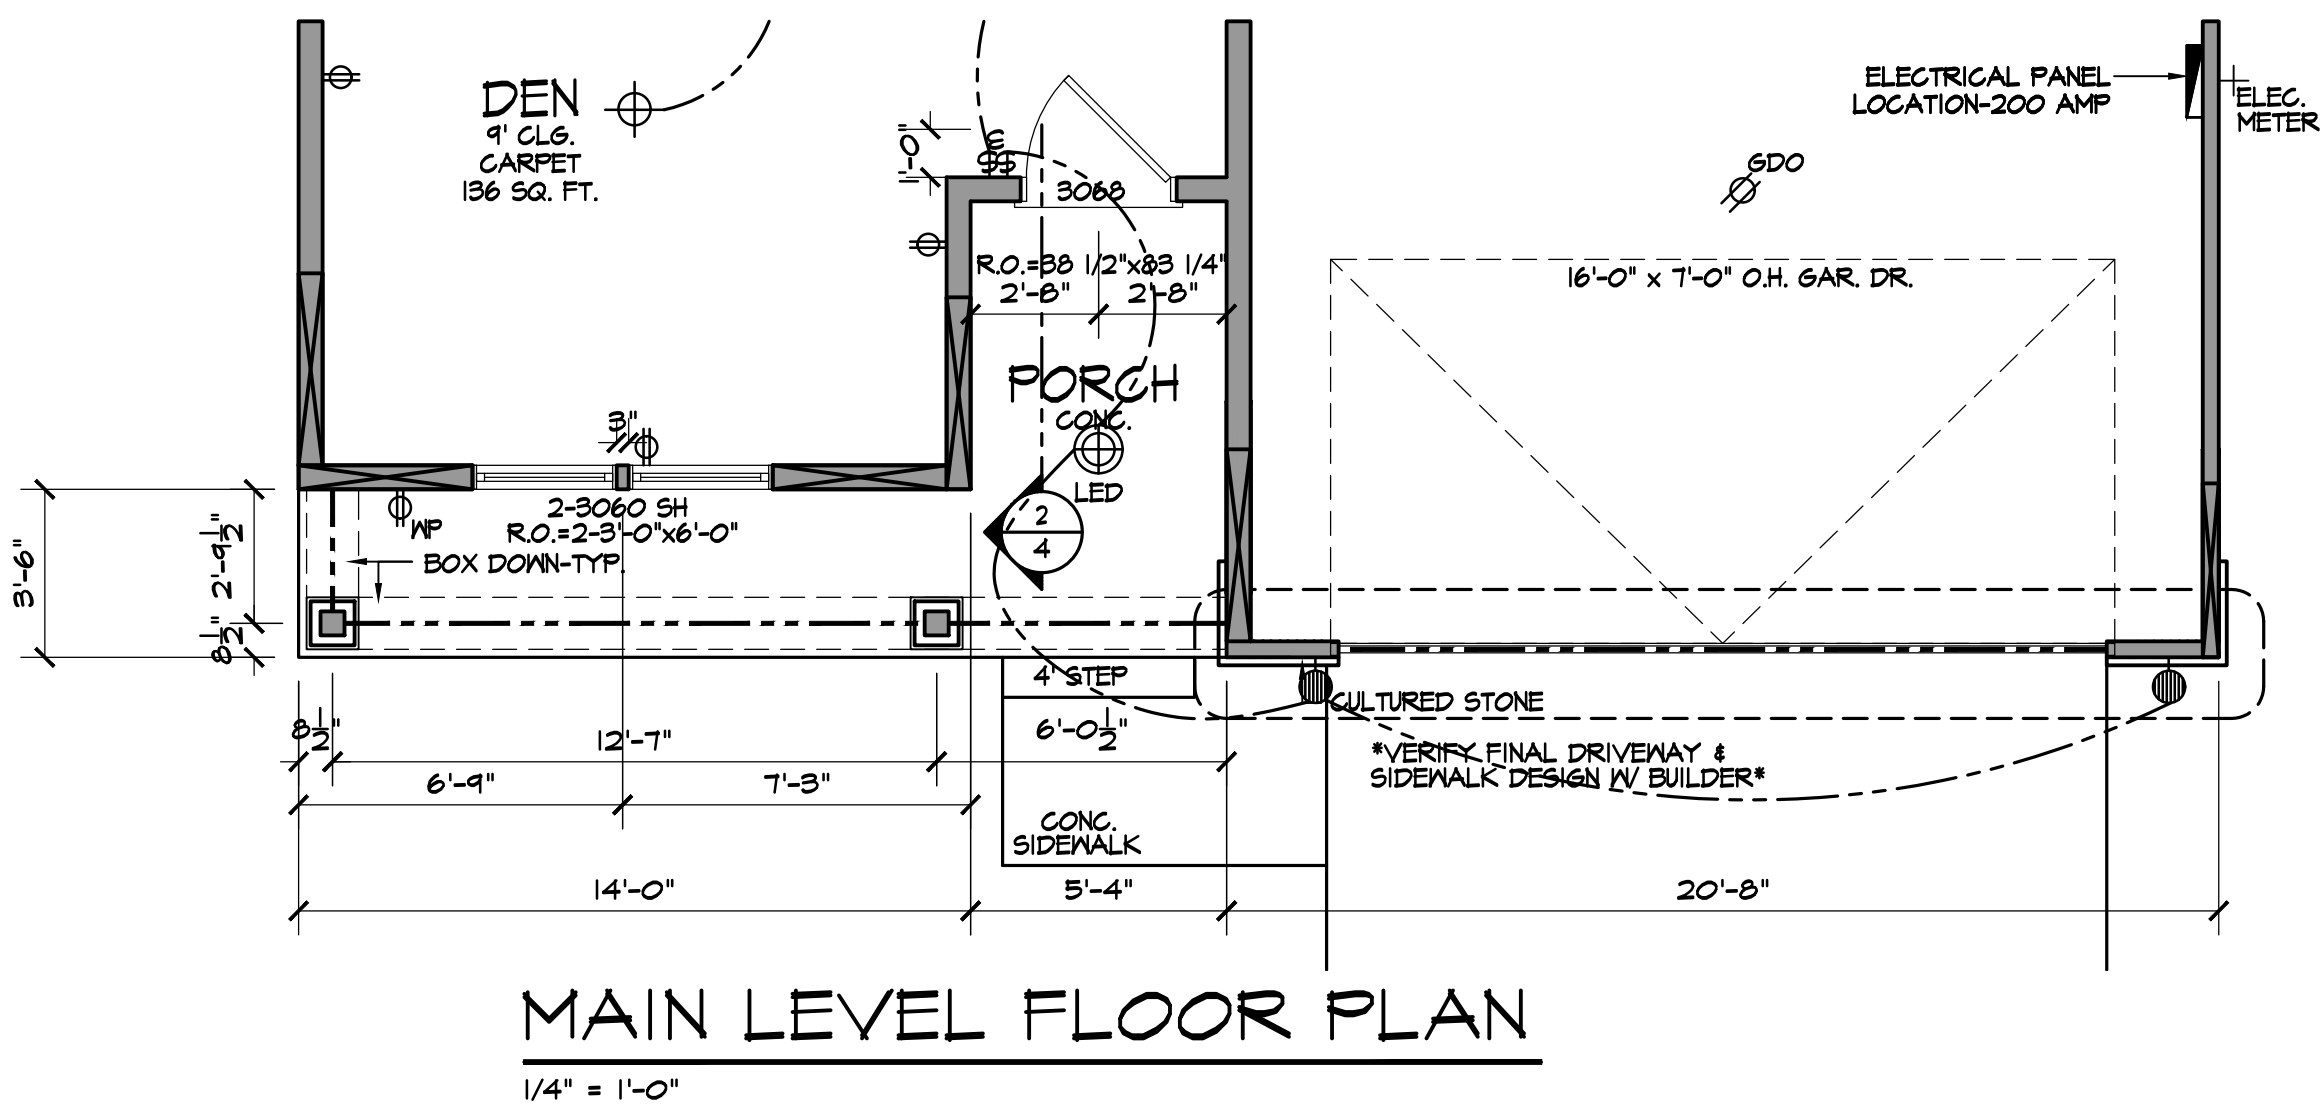 DEN
9' CLG.
CARPET
136 SQ. FT.
1'-0"
3068
R.O.=38 1/2"x83 1/4"
2'-8"
2'-8"
ELECTRICAL PANEL
LOCATION-200 AMP
ELEC.
METER
GDO
16'-0" x 7'-0" O.H. GAR. DR.
PORCH
CONC.
LED
2
4
3"
2-3060 SH
R.O.=2-3'-0"x6'-0"
WP
BOX DOWN-TYP.
3'-6"
2'-9 1/2"
8 1/2"
4" STEP
CULTURED STONE
*VERIFY FINAL DRIVEWAY &
SIDEWALK DESIGN W/ BUILDER*
8 1/2"
12'-7"
6'-0 1/2"
6'-9"
7'-3"
CONC.
SIDEWALK
14'-0"
5'-4"
20'-8"
MAIN LEVEL FLOOR PLAN
1/4" = 1'-0"